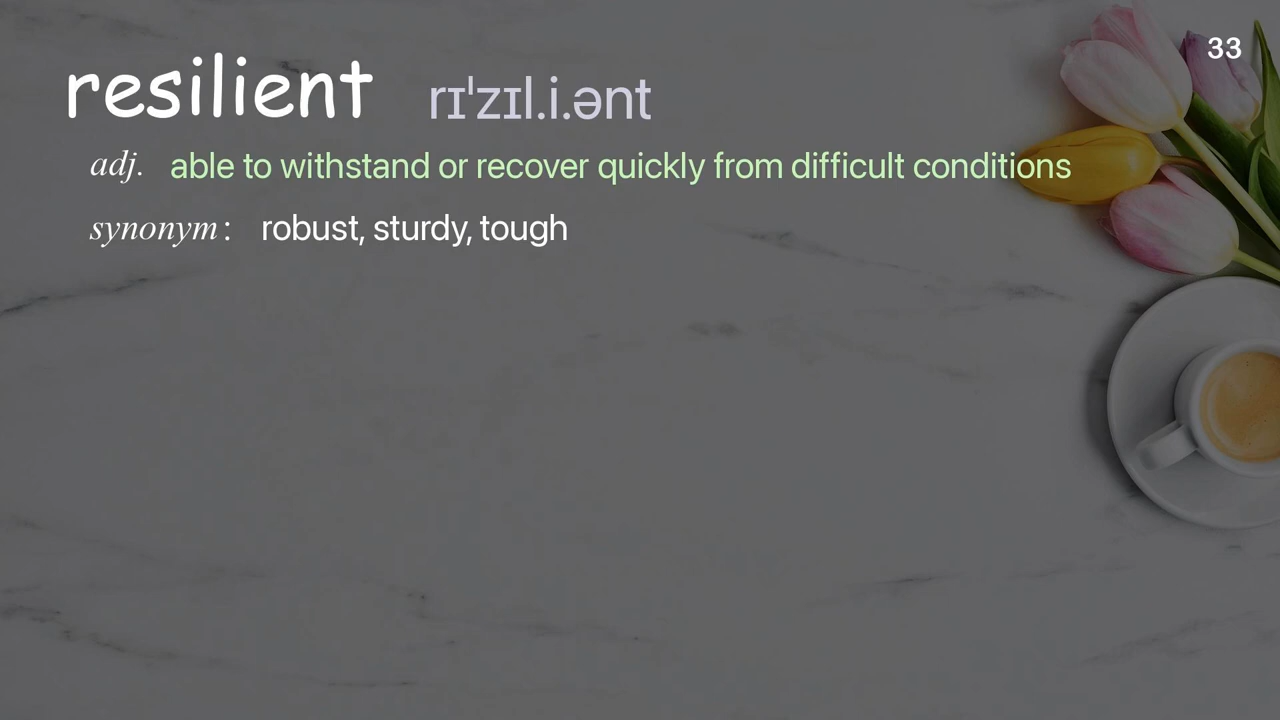 33
resilient rɪˈzɪl.i.ənt
adj. able to withstand or recover quickly from difficult conditions
synonym: robust, sturdy, tough